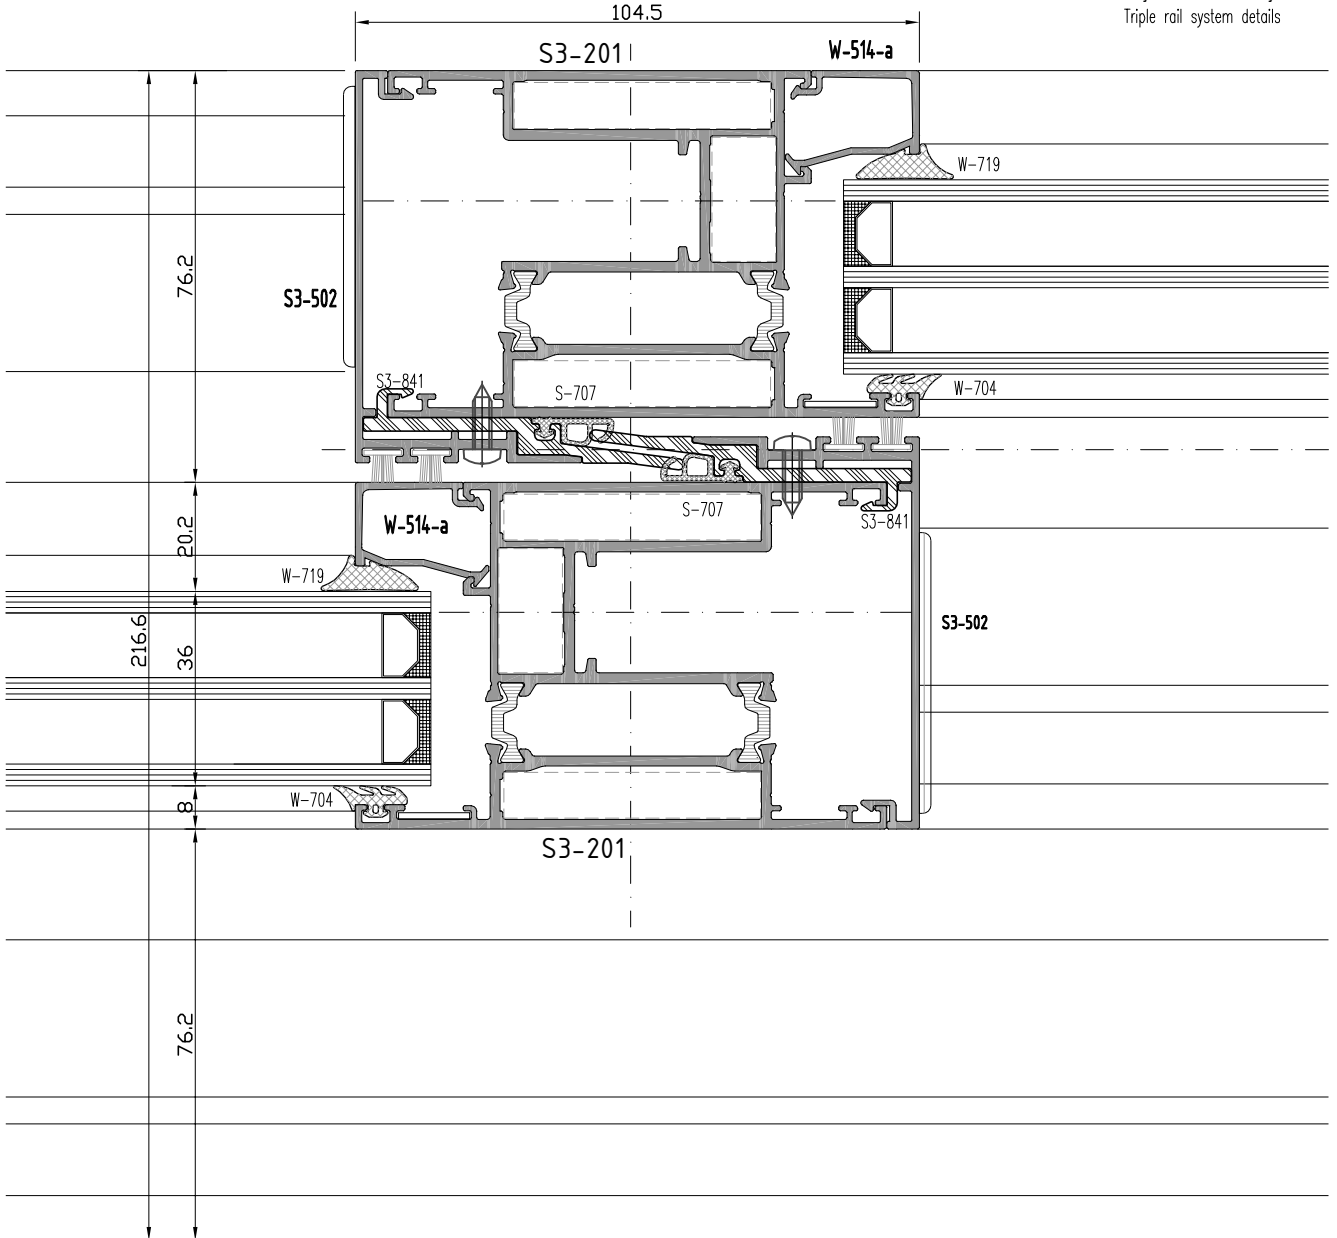 104.5
Triple rail system details
S3-201
W-514-a
W-719
76.2
S3-502
S3-841
S-707
W-704
S-707
S3-841
W-514-a
20.2
W-719
216.6
36
S3-502
W-704
8
S3-201
76.2